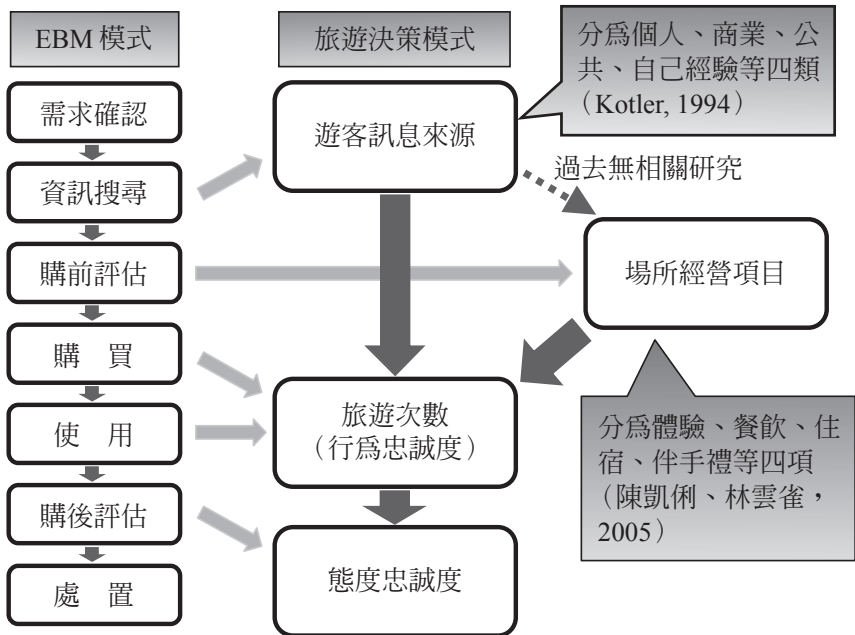 EBM 模式
需求確認
資訊搜尋
購前評估
購　買
使　用
購後評估
處　置
旅遊決策模式
遊客訊息來源
分為個人、商業、公
共、自己經驗等四類
（Kotler, 1994）
過去無相關研究
場所經營項目
旅遊次數
（行為忠誠度）
分為體驗、餐飲、住
宿、伴手禮等四項
（陳凱俐、林雲雀，
2005）
態度忠誠度